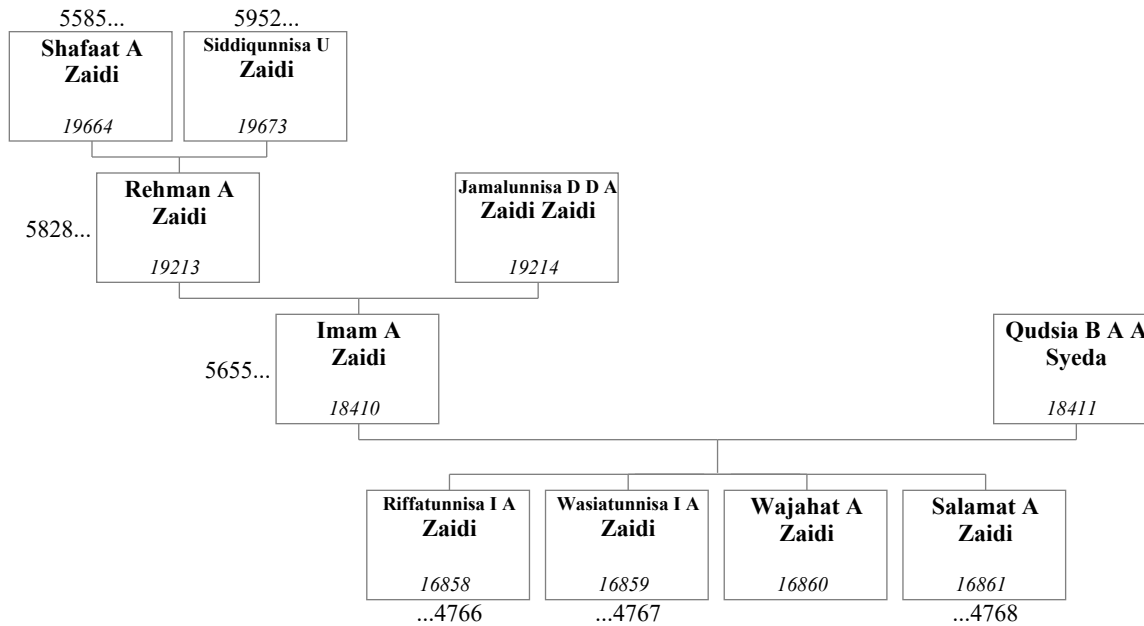 5585...
5952...
Shafaat A
Zaidi
19664
Siddiqunnisa U
Zaidi
19673
5828...
Rehman A
Zaidi
19213
Jamalunnisa D D A
Zaidi Zaidi
19214
5655...
Imam A
Zaidi
18410
Qudsia B A A
Syeda
18411
Riffatunnisa I A
Zaidi
16858
...4766
Wasiatunnisa I A
Zaidi
16859
...4767
Wajahat A
Zaidi
16860
Salamat A
Zaidi
16861
...4768